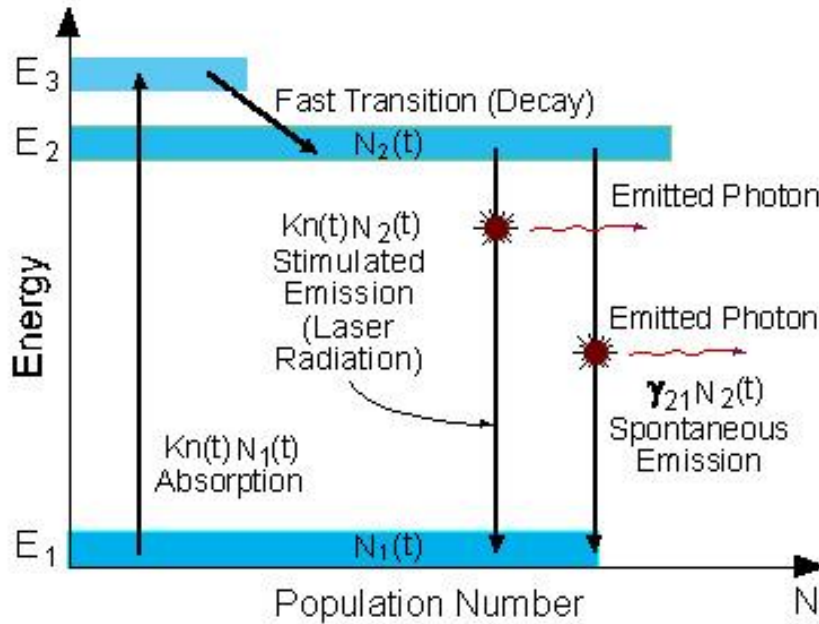 E3
Fast Transition (Decay)
E2
N2(t)
Emitted Photon
Kn(t)N2(t)
Stimulated
Emission
(Laser
Radiation)
Emitted Photon
γ21N2(t)
Spontaneous
Emission
Energy
Kn(t)N1(t)
Absorption
E1
N1(t)
Population Number
N